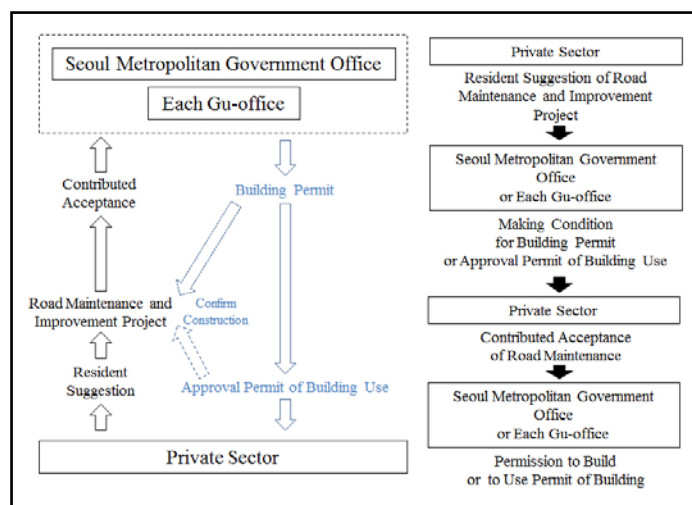 Seoul Metropolitan Government Office
Each Gu-office
Contributed
Acceptance
Building Permit
Road Maintenance and
Improvement Project
Confirm
Construction
Resident
Suggestion
Approval Permit of Building Use
Private Sector
Private Sector
Resident Suggestion of Road
Maintenance and Improvement
Project
Seoul Metropolitan Government
Office
or Each Gu-office
Making Condition
for Building Permit
or Approval Permit of Building Use
Private Sector
Contributed Acceptance
of Road Maintenance
Seoul Metropolitan Government
Office
or Each Gu-office
Permission to Build
or to Use Permit of Building